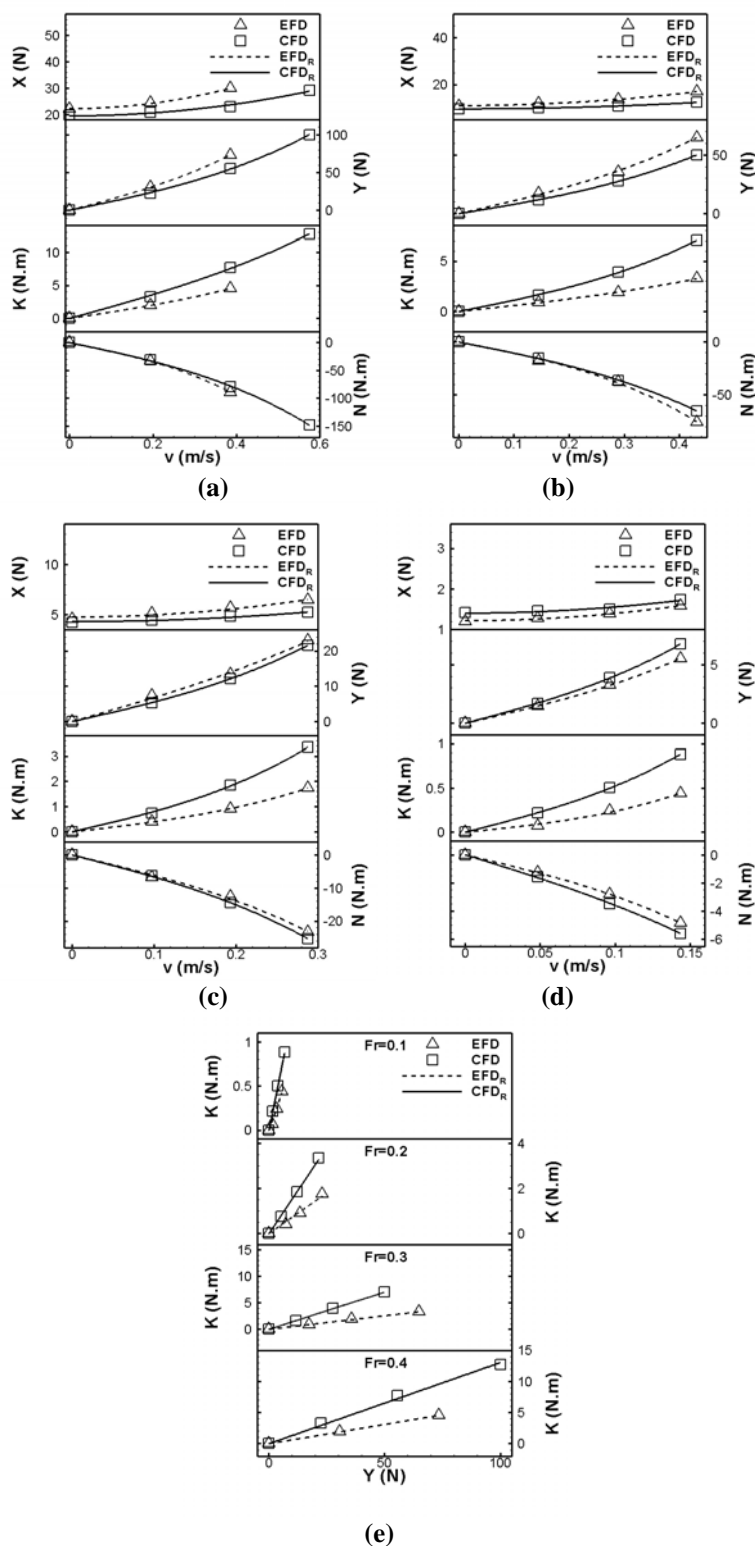 EFD
CFD
EFD_R
CFD_R
X (N)
50
40
30
20
Y (N)
100
50
0
K (N.m)
10
5
0
N (N.m)
0
-50
-100
-150
0 0.2 0.4 0.6
v (m/s)
(a)
EFD
CFD
EFD_R
CFD_R
X (N)
40
20
Y (N)
50
0
K (N.m)
5
0
N (N.m)
0
-50
0 0.1 0.2 0.3 0.4
v (m/s)
(b)
EFD
CFD
EFD_R
CFD_R
X (N)
10
5
Y (N)
20
10
0
K (N.m)
3
2
1
0
N (N.m)
0
-10
-20
0 0.1 0.2 0.3
v (m/s)
(c)
EFD
CFD
EFD_R
CFD_R
X (N)
3
2
1
Y (N)
5
0
K (N.m)
1
0.5
0
N (N.m)
0
-2
-4
-6
0 0.05 0.1 0.15
v (m/s)
(d)
Fr=0.1
EFD
CFD
EFD_R
CFD_R
K (N.m)
1
0.5
0
Fr=0.2
K (N.m)
4
2
0
Fr=0.3
K (N.m)
15
10
5
0
Fr=0.4
K (N.m)
15
10
5
0
0 50 100
Y (N)
(e)